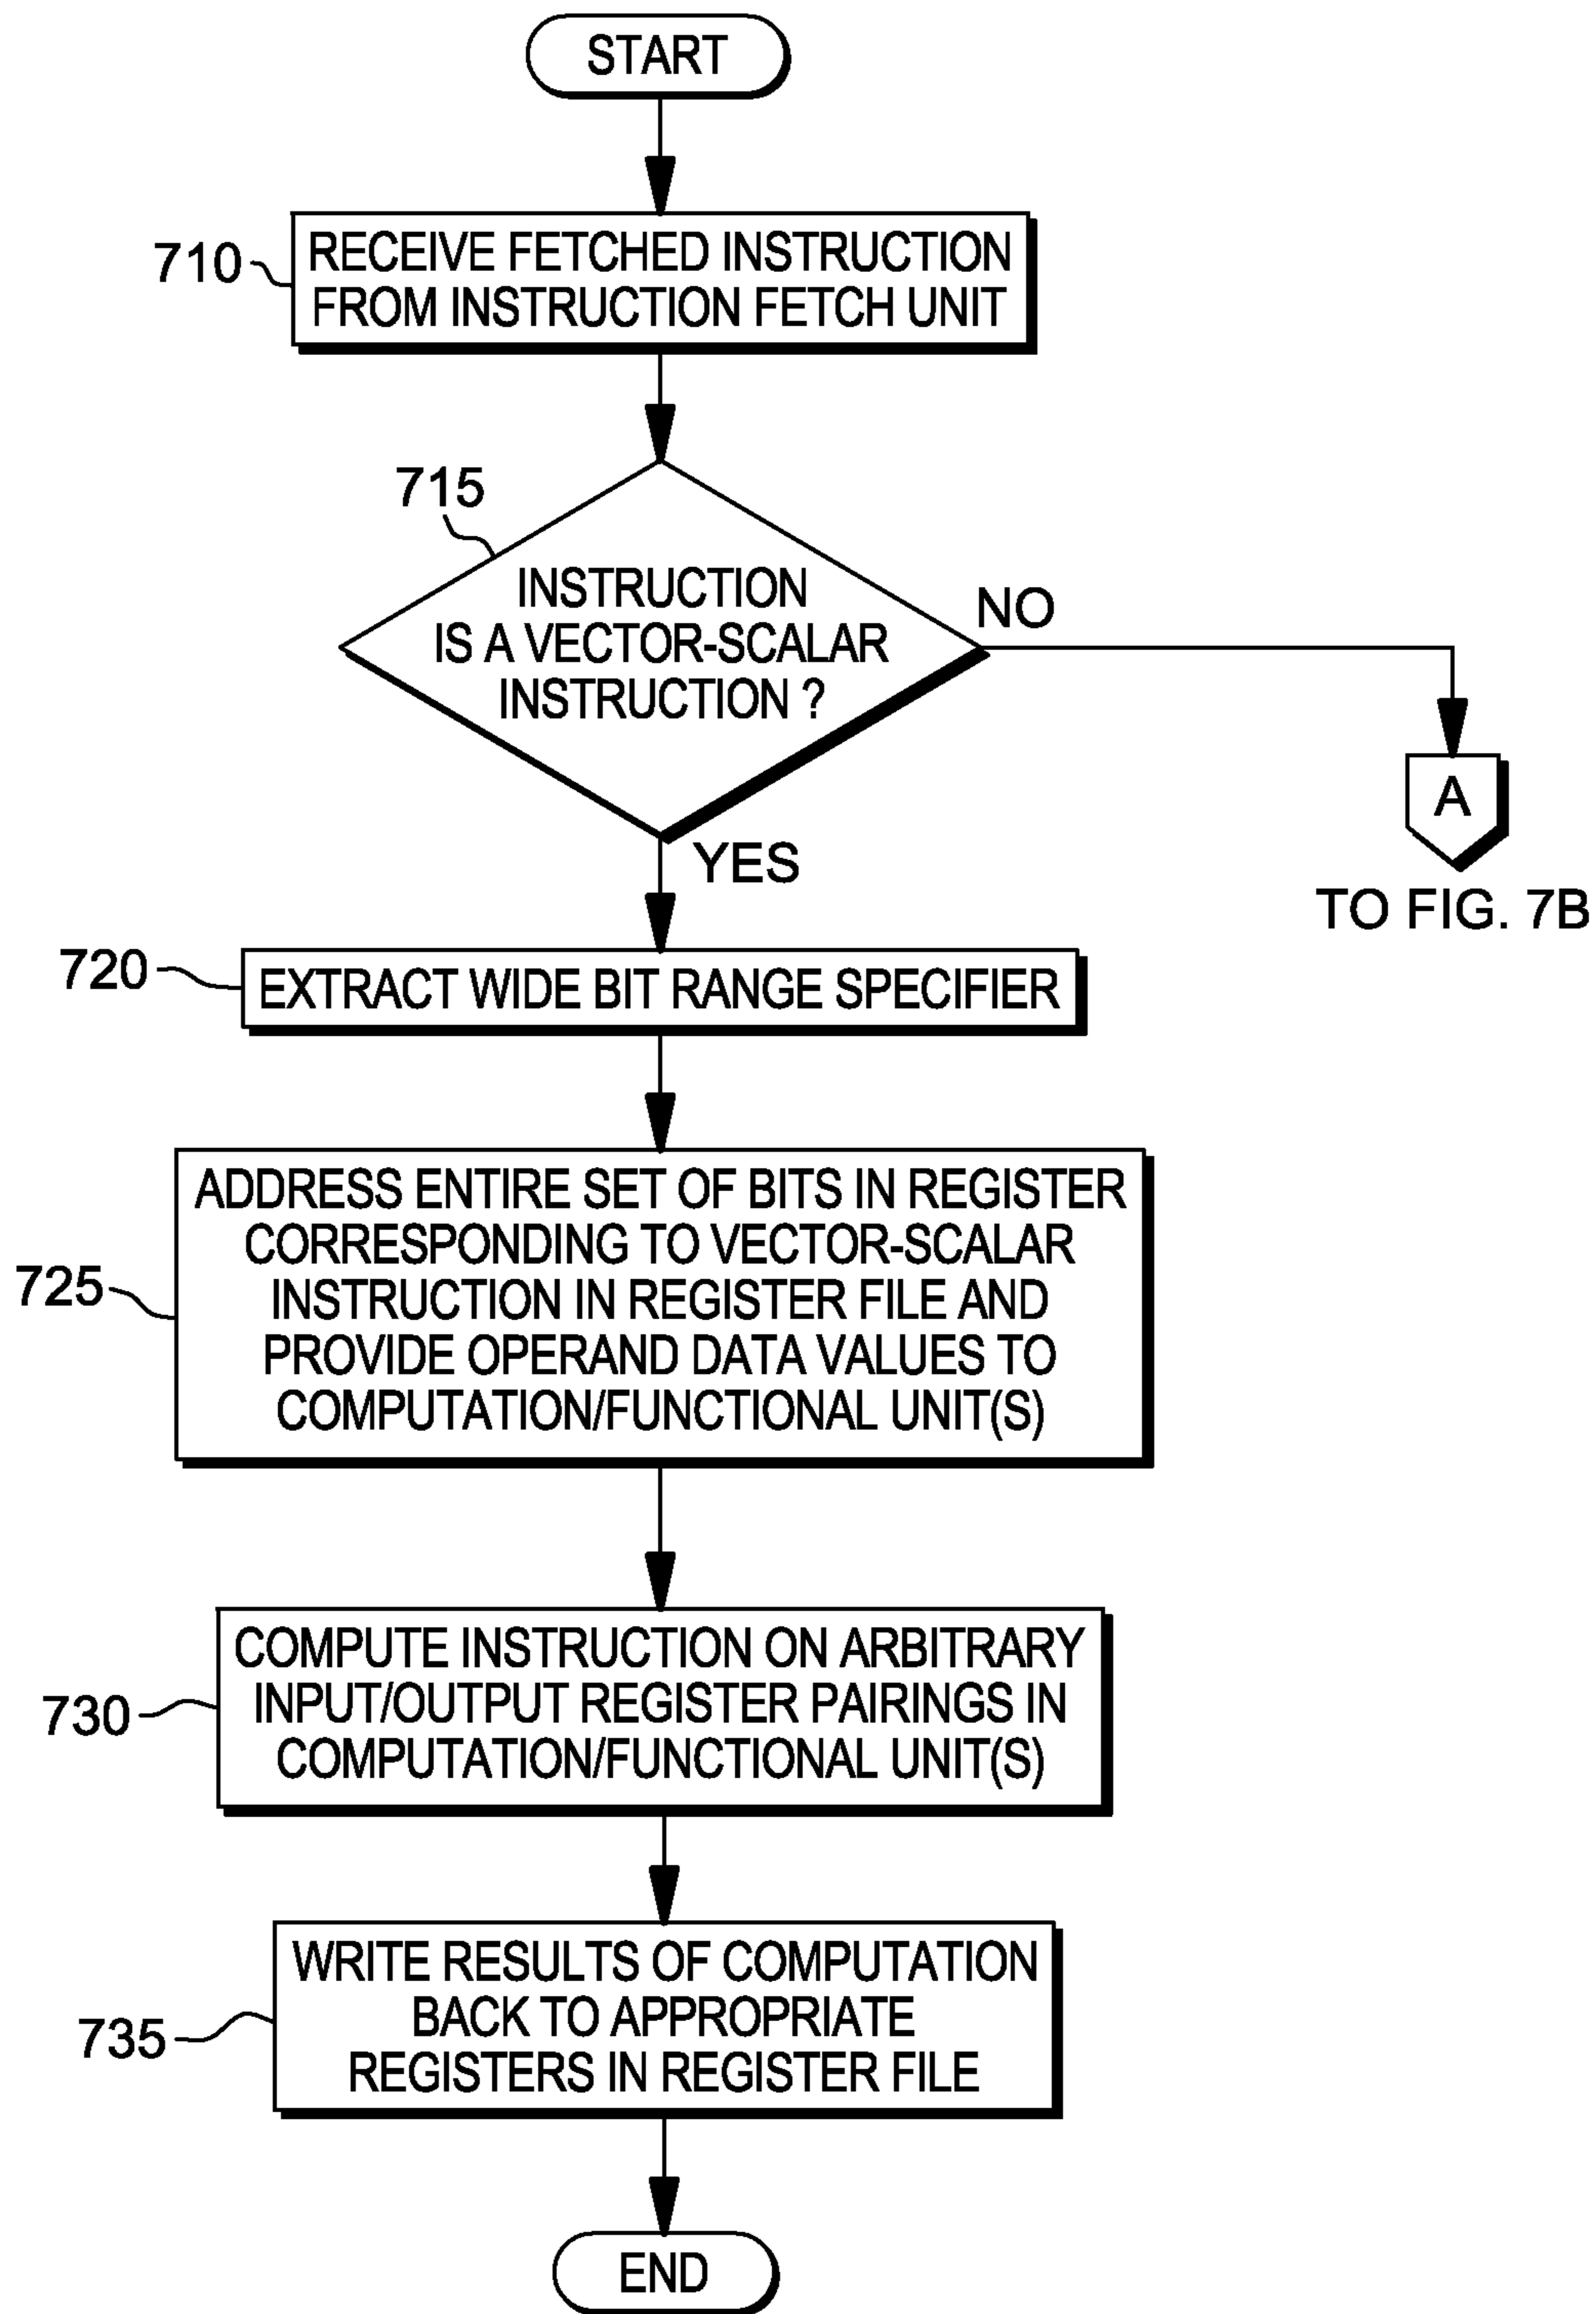 START
710
RECEIVE FETCHED INSTRUCTION
FROM INSTRUCTION FETCH UNIT
715
INSTRUCTION
IS A VECTOR-SCALAR
INSTRUCTION ?
NO
A
TO FIG. 7B
YES
720
EXTRACT WIDE BIT RANGE SPECIFIER
725
ADDRESS ENTIRE SET OF BITS IN REGISTER
CORRESPONDING TO VECTOR-SCALAR
INSTRUCTION IN REGISTER FILE AND
PROVIDE OPERAND DATA VALUES TO
COMPUTATION/FUNCTIONAL UNIT(S)
730
COMPUTE INSTRUCTION ON ARBITRARY
INPUT/OUTPUT REGISTER PAIRINGS IN
COMPUTATION/FUNCTIONAL UNIT(S)
735
WRITE RESULTS OF COMPUTATION
BACK TO APPROPRIATE
REGISTERS IN REGISTER FILE
END